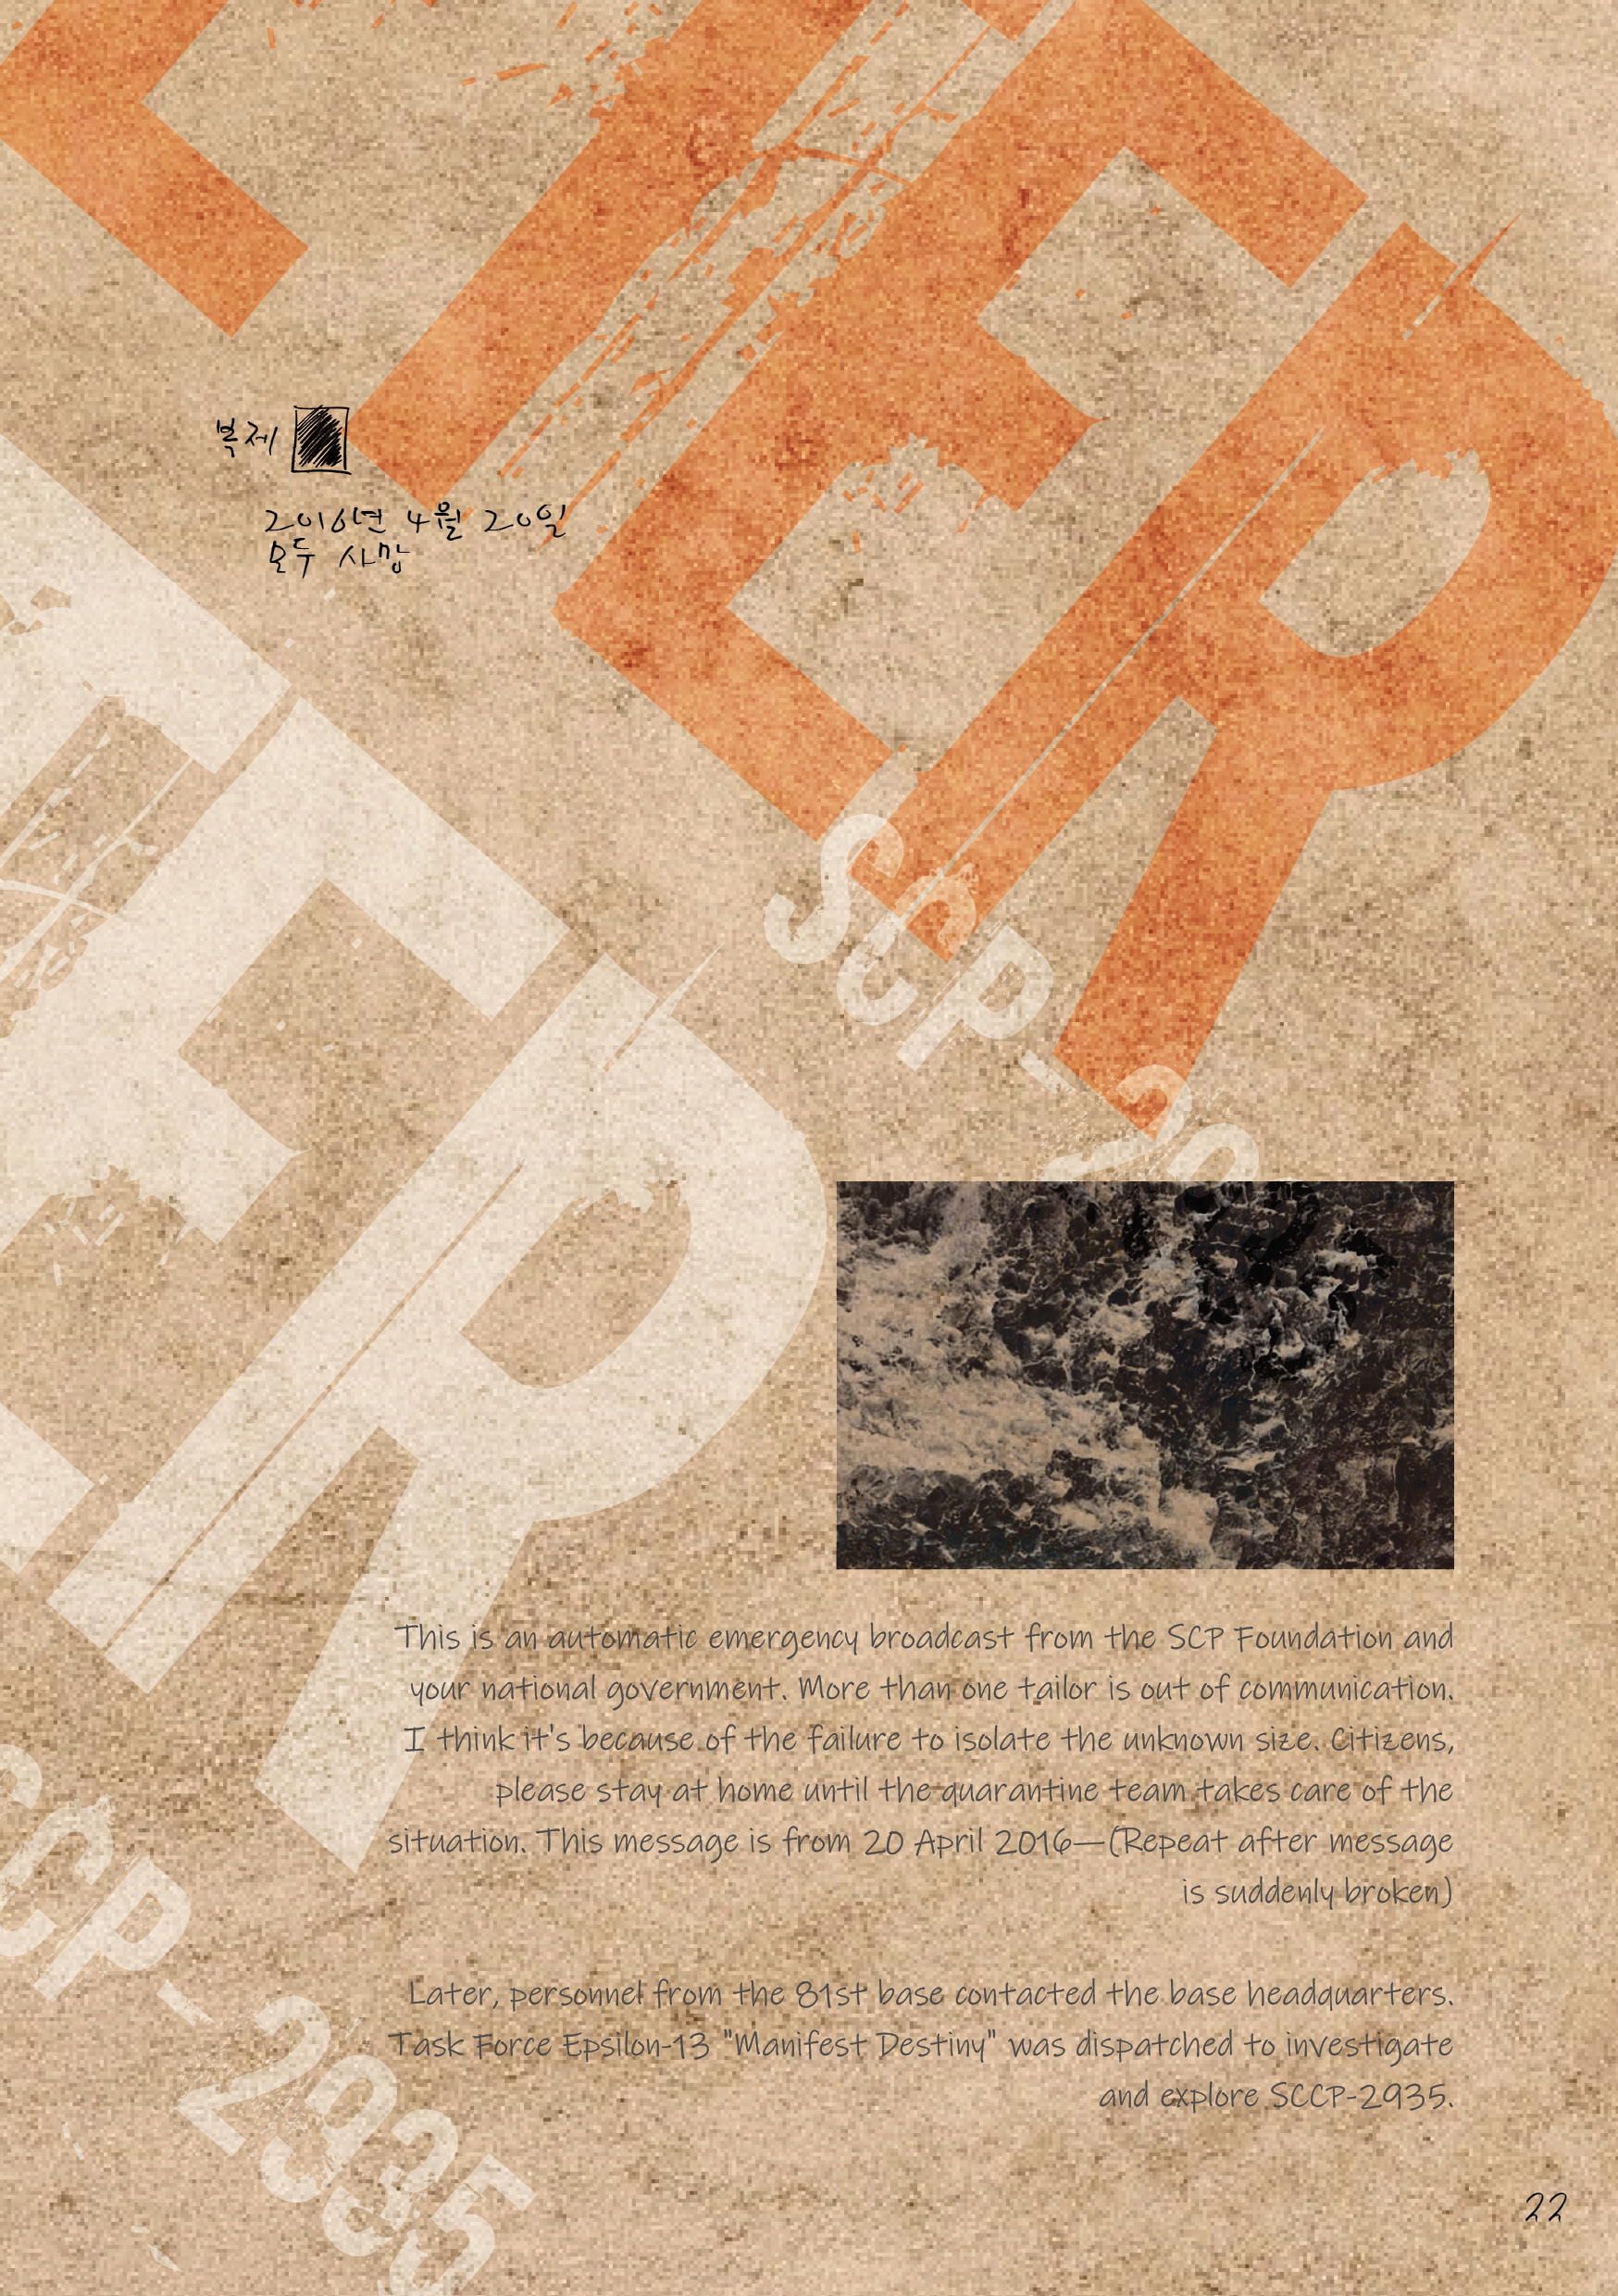 복제
2016년 4월 20일
모두 사망
SCP-20
This is an automatic emergency broadcast from the SCP Foundation and
your national government. More than one tailor is out of communication.
I think it's because of the failure to isolate the unknown size. Citizens,
please stay at home until the quarantine team takes care of the
situation. This message is from 20 April 2016—(Repeat after message
is suddenly broken)
Later, personnel from the 81st base contacted the base headquarters.
Task Force Epsilon-13 "Manifest Destiny" was dispatched to investigate
and explore SCCP-2935.
CCP-2935
22